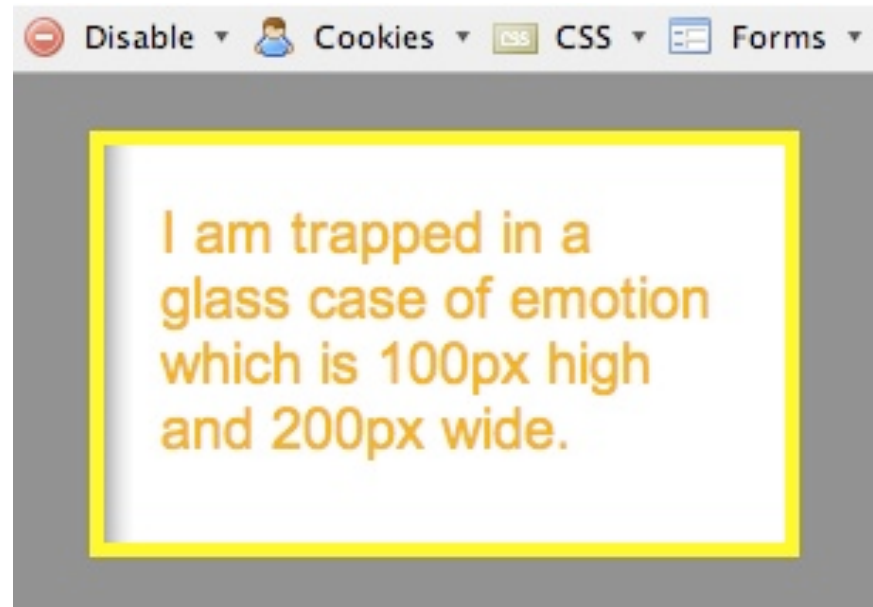 Disable Cookies CSS Forms
I am trapped in a
glass case of emotion
which is 100px high
and 200px wide.